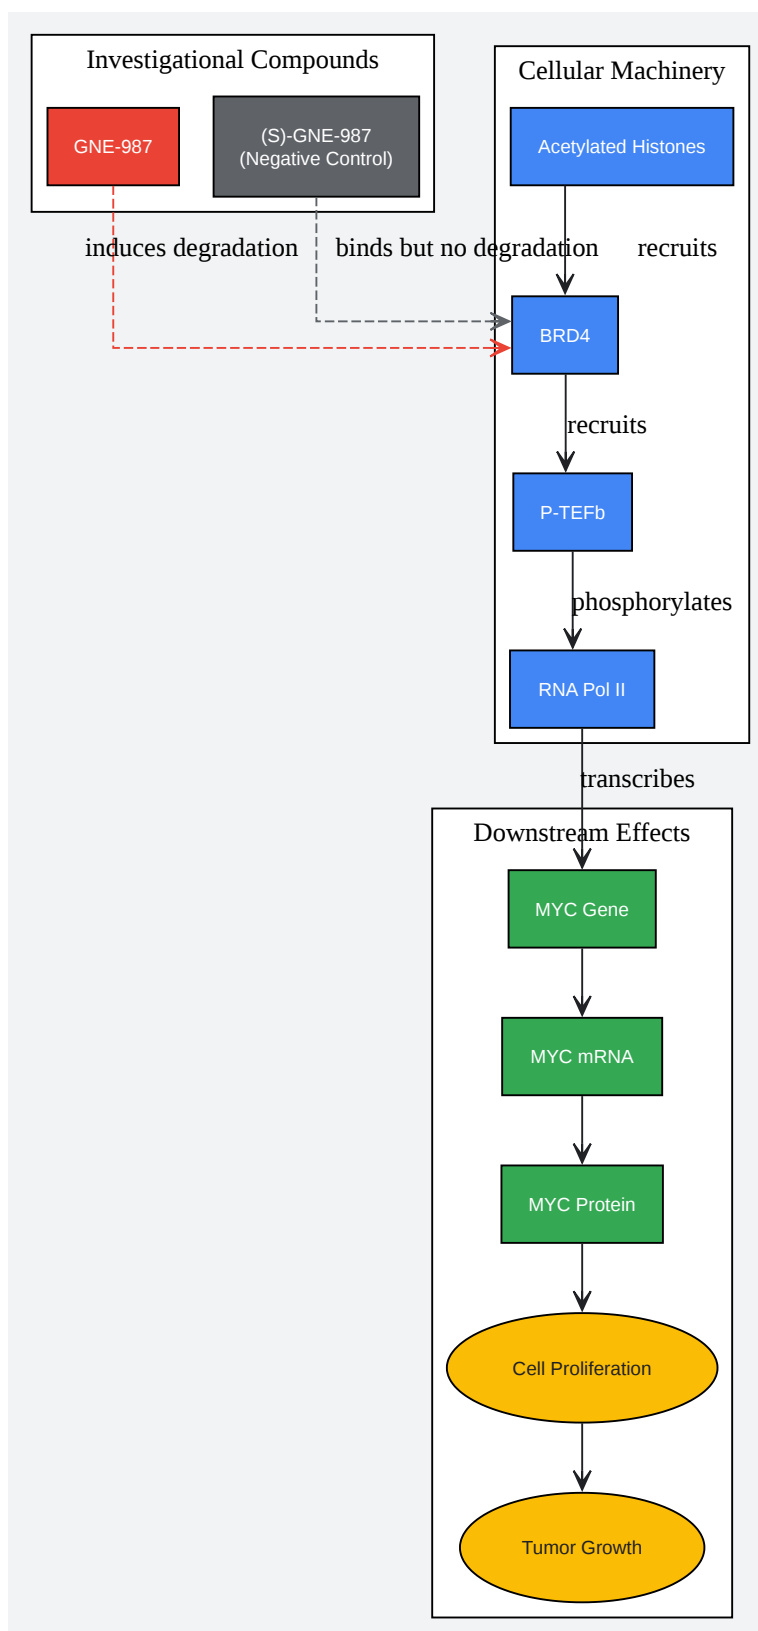 Investigational Compounds
GNE-987
(S)-GNE-987
(Negative Control)
Cellular Machinery
Acetylated Histones
induces degradation
binds but no degradation
recruits
BRD4
recruits
P-TEFb
phosphorylates
RNA Pol II
transcribes
Downstream Effects
MYC Gene
MYC mRNA
MYC Protein
Cell Proliferation
Tumor Growth